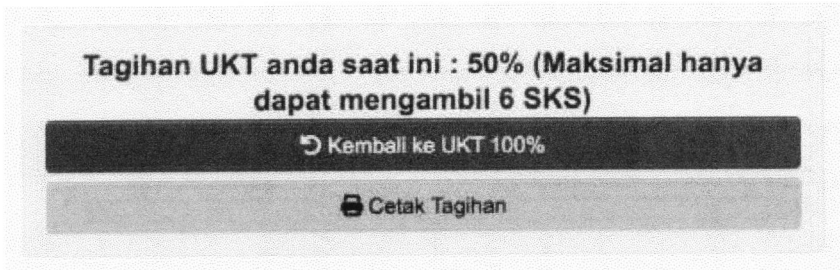 Tagihan UKT anda saat ini : 50% (Maksimal hanya
dapat mengambil 6 SKS)
Kembali ke UKT 100%
Cetak Tagihan